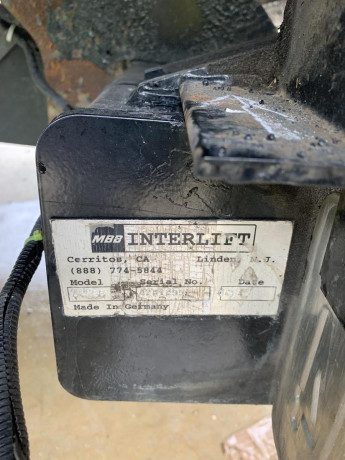 MBB INTERLIFT
Cerritos, CA Linden, N.J.
(888) 774-5844
Model Serial No. Date
Made In Germany